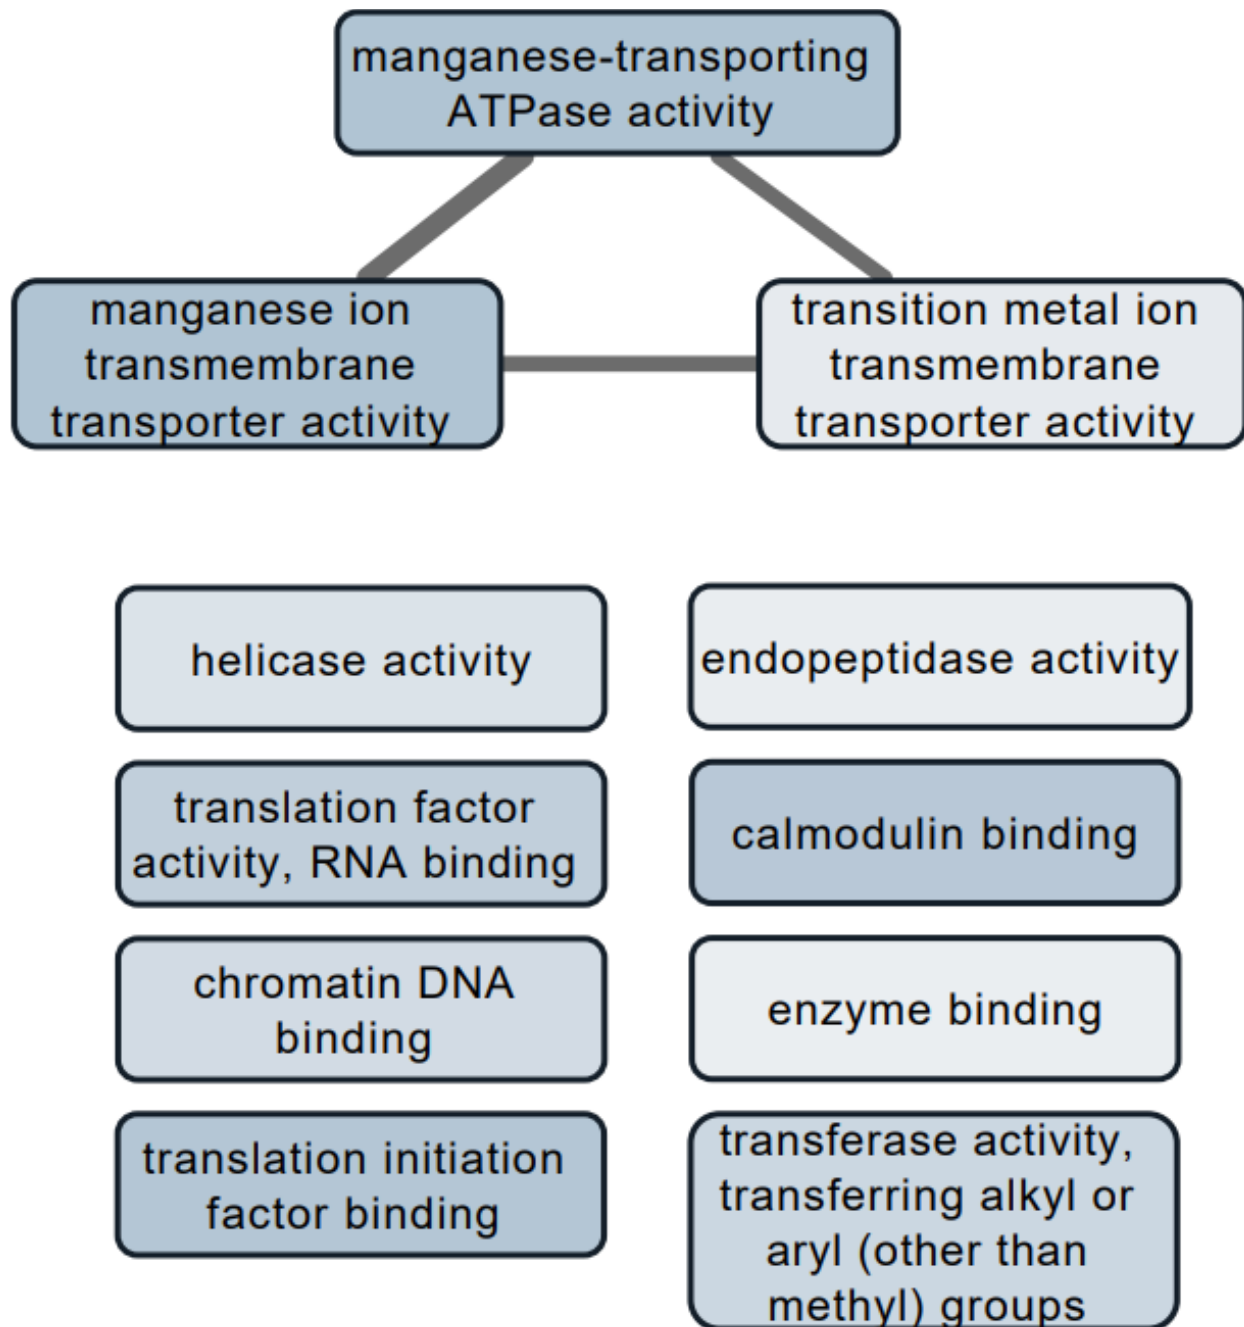 manganese-transporting
ATPase activity
manganese ion
transmembrane
transporter activity
transition metal ion
transmembrane
transporter activity
helicase activity
endopeptidase activity
translation factor
activity, RNA binding
calmodulin binding
chromatin DNA
binding
enzyme binding
translation initiation
factor binding
transferase activity,
transferring alkyl or
aryl (other than
methyl) groups